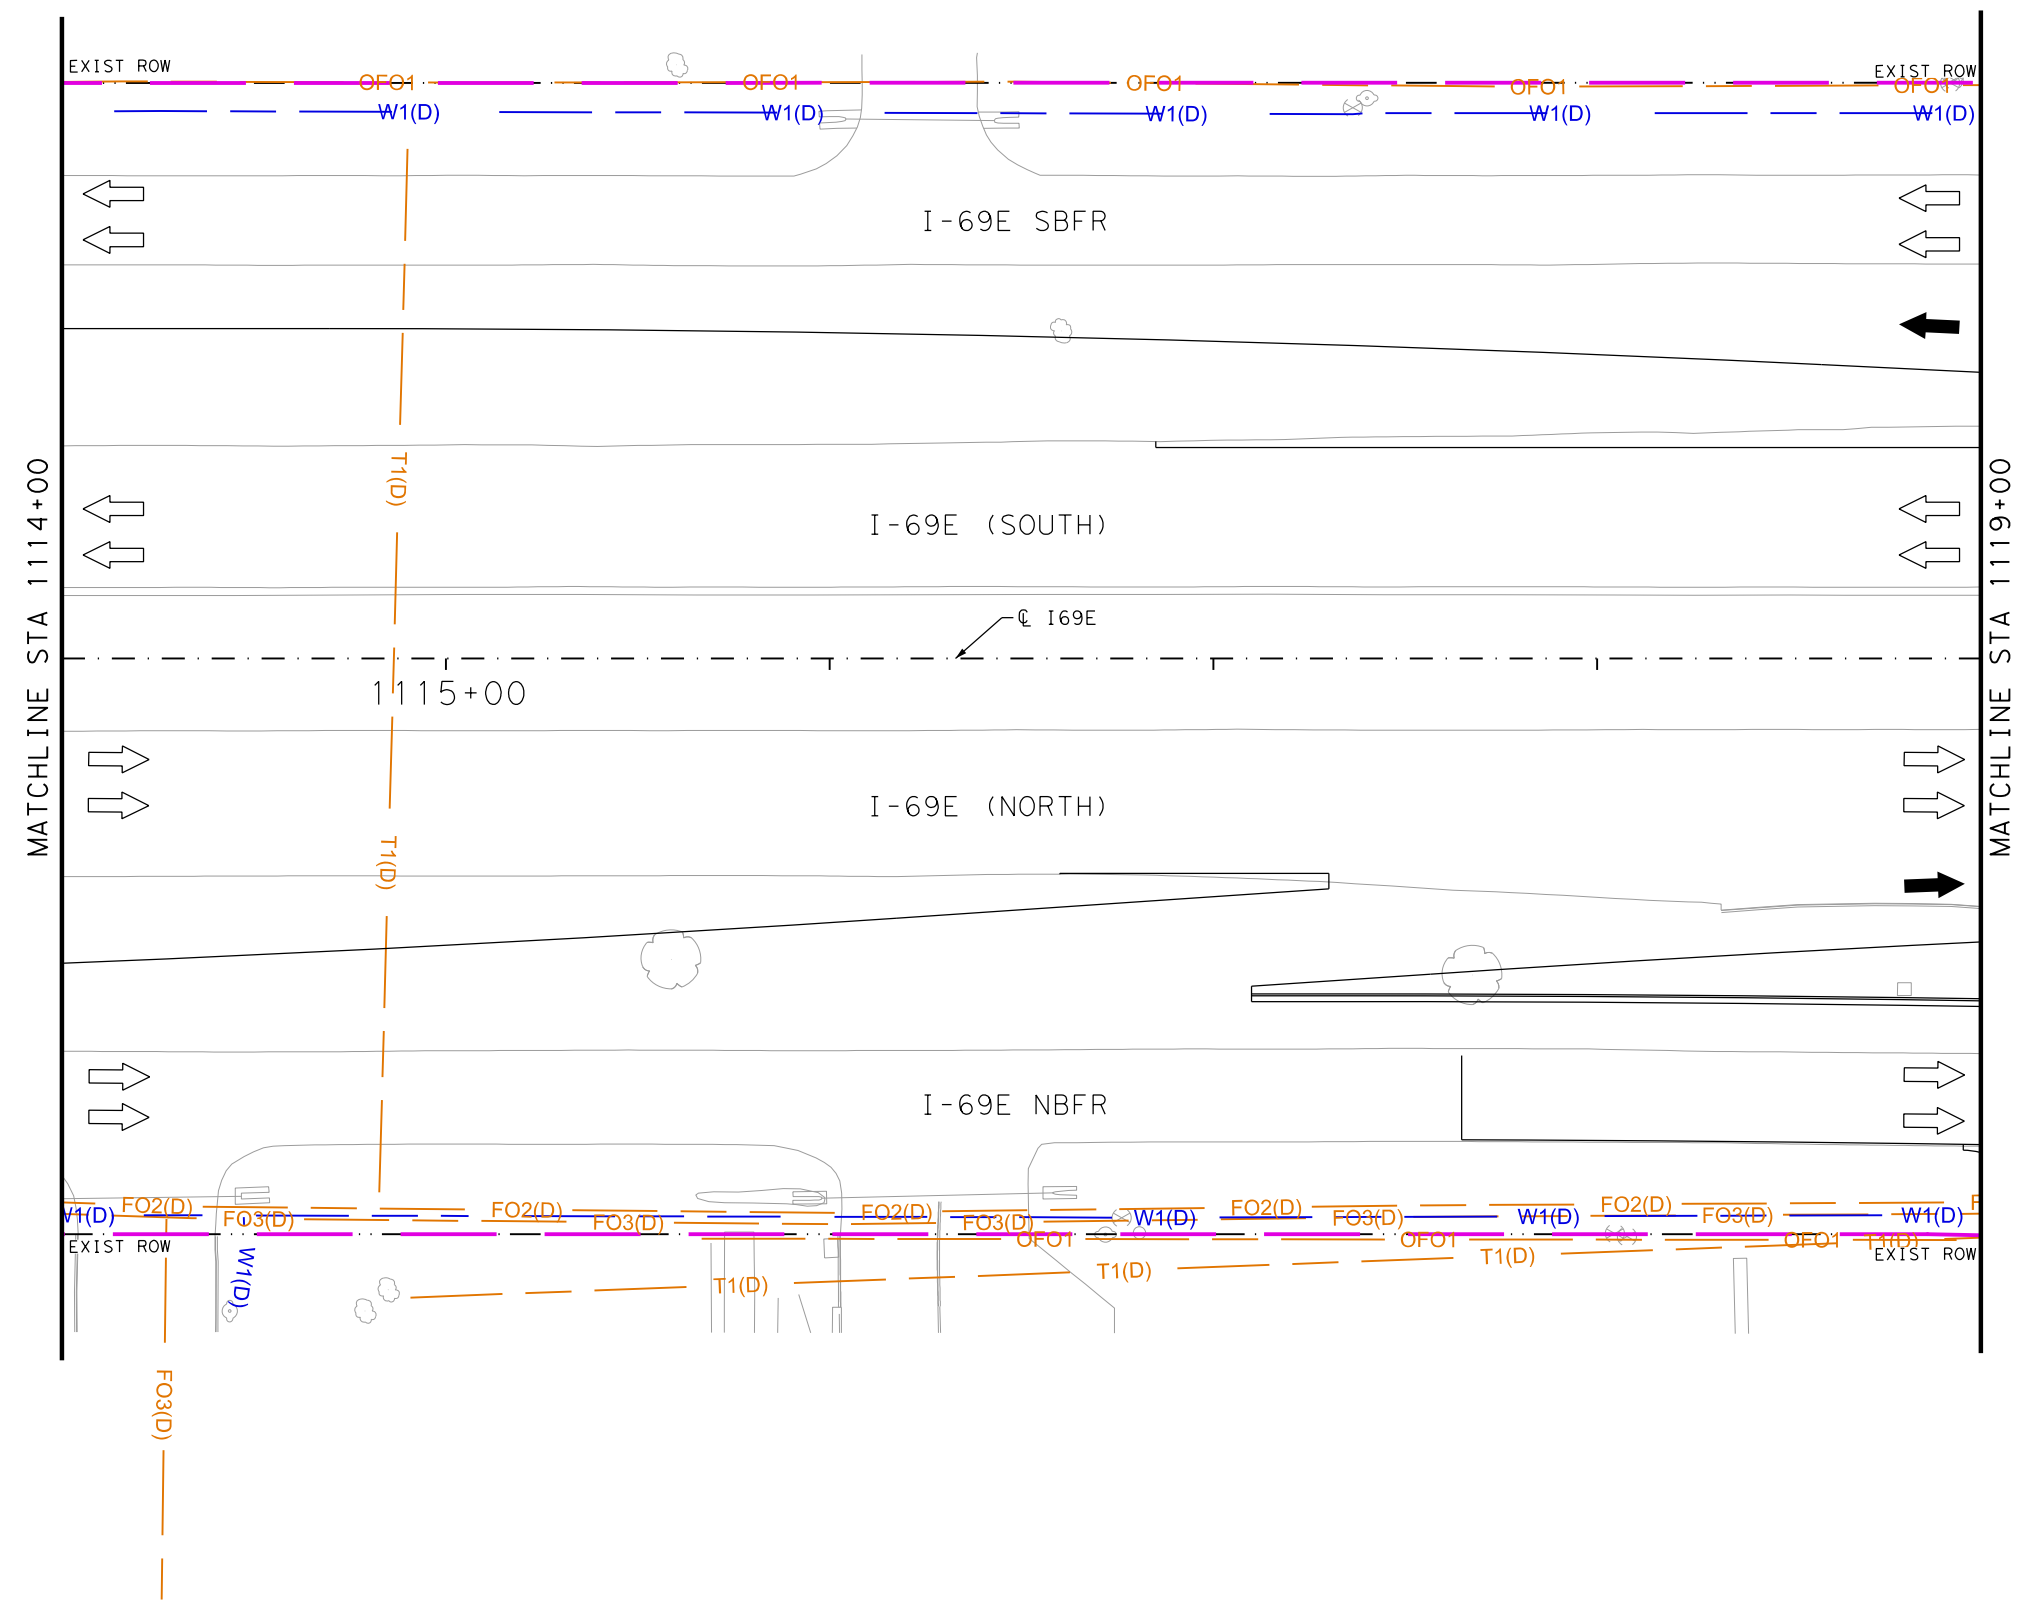 EXIST ROW
EXIST ROW
OFO1
OFO1
OFO1
OFO1
OFO1
W1(D)
W1(D)
W1(D)
W1(D)
W1(D)
I-69E SBFR
T1(D)
I-69E (SOUTH)
MATCHLINE STA 1114+00
MATCHLINE STA 1119+00
℄ I69E
1115+00
I-69E (NORTH)
T1(D)
I-69E NBFR
FO2(D)
FO2(D)
FO2(D)
FO2(D)
FO2(D)
F
W1(D)
FO3(D)
FO3(D)
FO3(D)
W1(D)
FO3(D)
W1(D)
FO3(D)
W1(D)
EXIST ROW
OFO1
OFO1
OFO1
T1(D)
EXIST ROW
W1(D)
T1(D)
T1(D)
T1(D)
FO3(D)